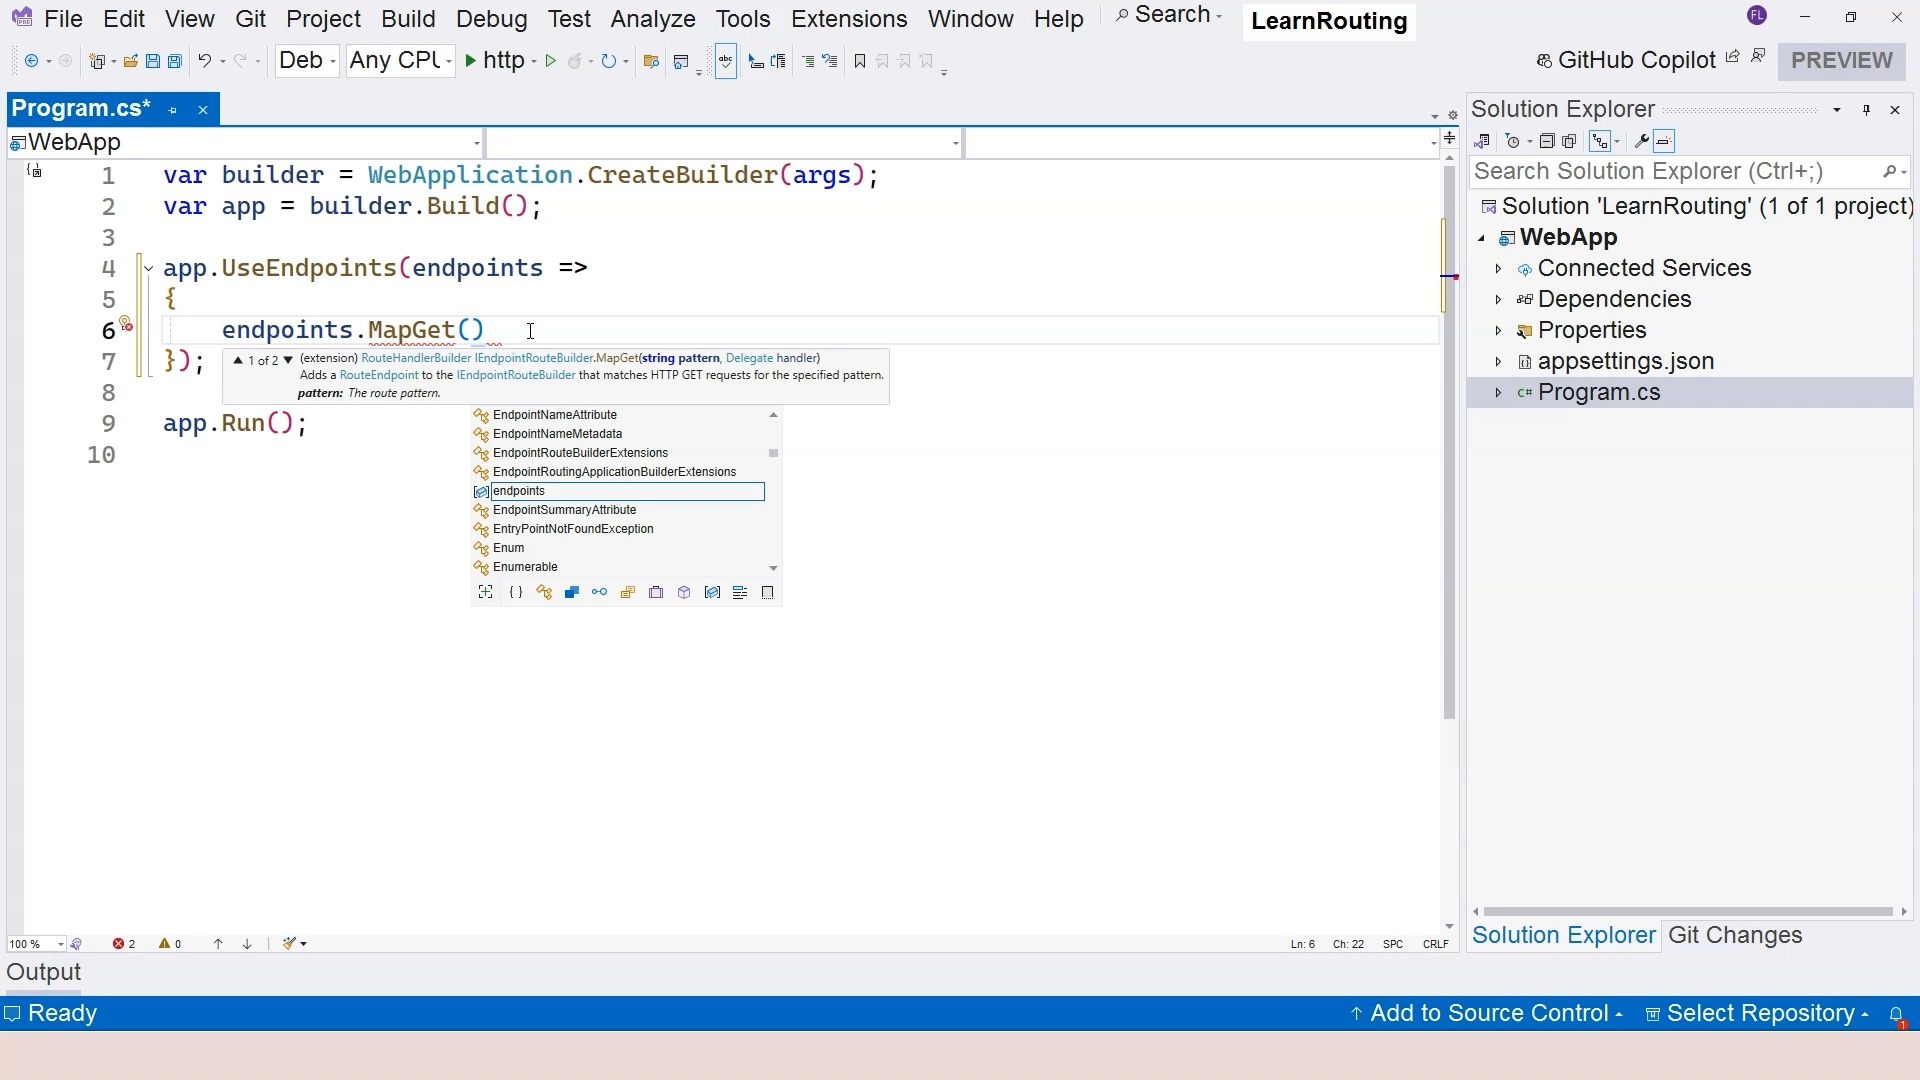 File Edit View Git Project Build Debug Test Analyze Tools Extensions Window Help Search LearnRouting FL
Deb Any CPU http GitHub Copilot PREVIEW
Program.cs*
WebApp
1 var builder = WebApplication.CreateBuilder(args);
2 var app = builder.Build();
3
4 app.UseEndpoints(endpoints =>
5 {
6 endpoints.MapGet()
7 });
8
9 app.Run();
10
1 of 2 (extension) RouteHandlerBuilder IEndpointRouteBuilder.MapGet(string pattern, Delegate handler)
Adds a RouteEndpoint to the IEndpointRouteBuilder that matches HTTP GET requests for the specified pattern.
pattern: The route pattern.
EndpointNameAttribute
EndpointNameMetadata
EndpointRouteBuilderExtensions
EndpointRoutingApplicationBuilderExtensions
endpoints
EndpointSummaryAttribute
EntryPointNotFoundException
Enum
Enumerable
Solution Explorer
Search Solution Explorer (Ctrl+;)
Solution 'LearnRouting' (1 of 1 project)
WebApp
Connected Services
Dependencies
Properties
appsettings.json
C# Program.cs
100 % 2 0 Ln: 6 Ch: 22 SPC CRLF
Solution Explorer Git Changes
Output
Ready Add to Source Control Select Repository 1